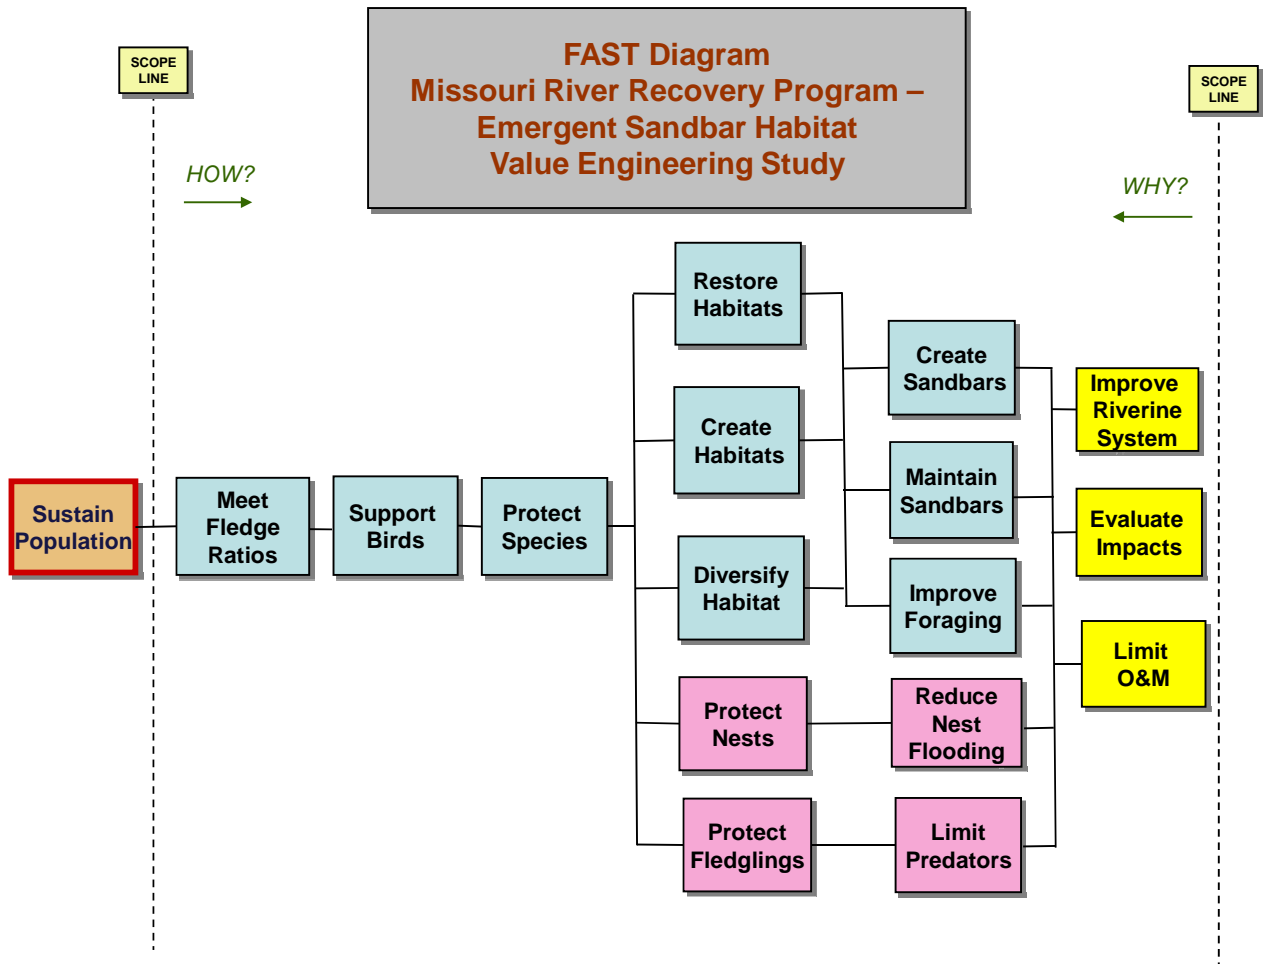 FAST Diagram
Missouri River Recovery Program –
Emergent Sandbar Habitat
Value Engineering Study
SCOPE
LINE
SCOPE
LINE
HOW?
WHY?
Sustain
Population
Meet
Fledge
Ratios
Support
Birds
Protect
Species
Restore
Habitats
Create
Habitats
Diversify
Habitat
Protect
Nests
Protect
Fledglings
Create
Sandbars
Maintain
Sandbars
Improve
Foraging
Reduce
Nest
Flooding
Limit
Predators
Improve
Riverine
System
Evaluate
Impacts
Limit
O&M